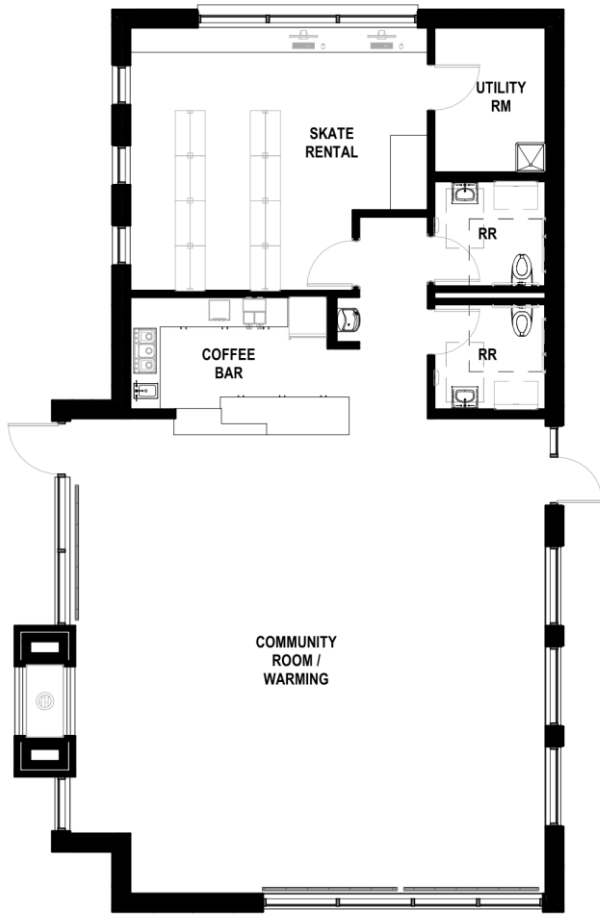 UTILITY
RM
SKATE
RENTAL
RR
COFFEE
BAR
RR
COMMUNITY
ROOM /
WARMING